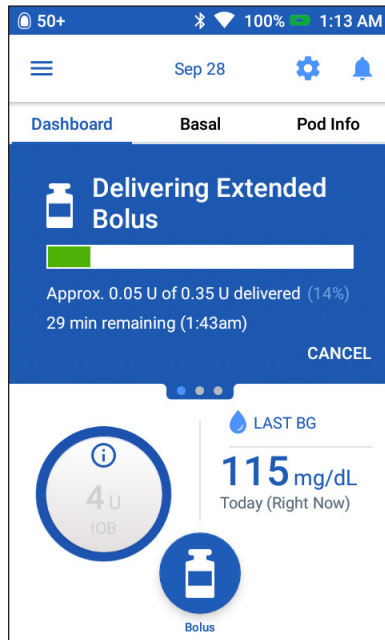 50+ 100% 1:13 AM
Sep 28
Dashboard Basal Pod Info
Delivering Extended
Bolus
Approx. 0.05 U of 0.35 U delivered (14%)
29 min remaining (1:43am)
CANCEL
LAST BG
115 mg/dL
Today (Right Now)
4 U
IOB
Bolus